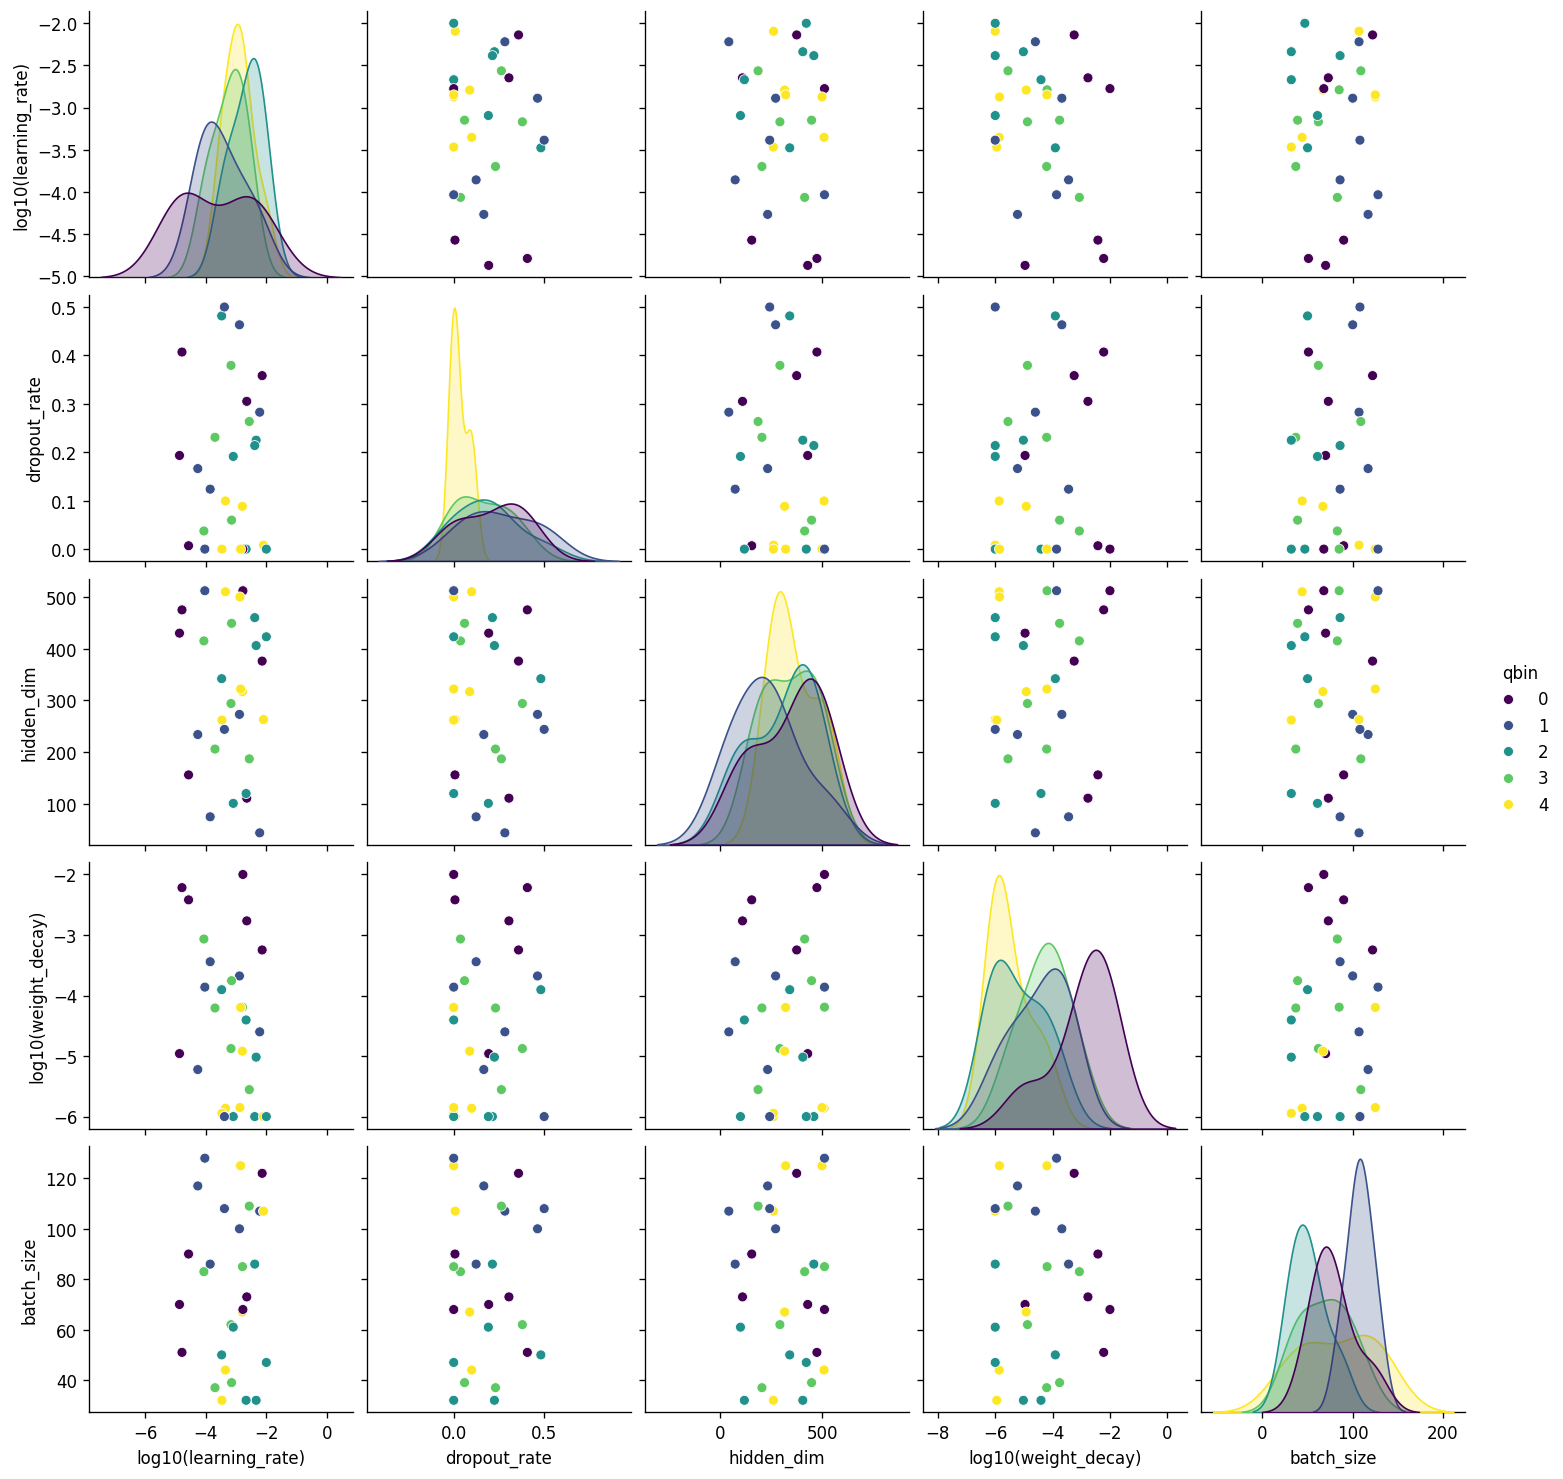 log10(learning_rate)
−2.0
−2.5
−3.0
−3.5
−4.0
−4.5
−5.0
dropout_rate
0.5
0.4
0.3
0.2
0.1
0.0
hidden_dim
500
400
300
200
100
log10(weight_decay)
−2
−3
−4
−5
−6
batch_size
120
100
80
60
40
−6 −4 −2 0
log10(learning_rate)
0.0 0.5
dropout_rate
0 500
hidden_dim
−8 −6 −4 −2 0
log10(weight_decay)
0 100 200
batch_size
qbin
0
1
2
3
4